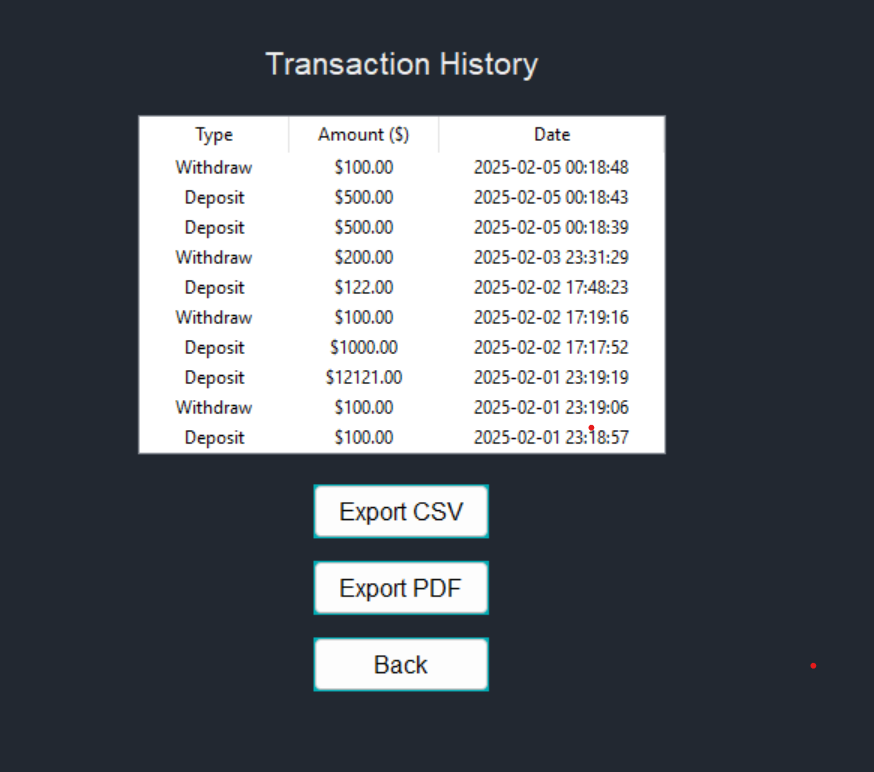 Transaction History
Type Amount ($) Date
Withdraw $100.00 2025-02-05 00:18:48
Deposit $500.00 2025-02-05 00:18:43
Deposit $500.00 2025-02-05 00:18:39
Withdraw $200.00 2025-02-03 23:31:29
Deposit $122.00 2025-02-02 17:48:23
Withdraw $100.00 2025-02-02 17:19:16
Deposit $1000.00 2025-02-02 17:17:52
Deposit $12121.00 2025-02-01 23:19:19
Withdraw $100.00 2025-02-01 23:19:06
Deposit $100.00 2025-02-01 23:18:57
Export CSV
Export PDF
Back